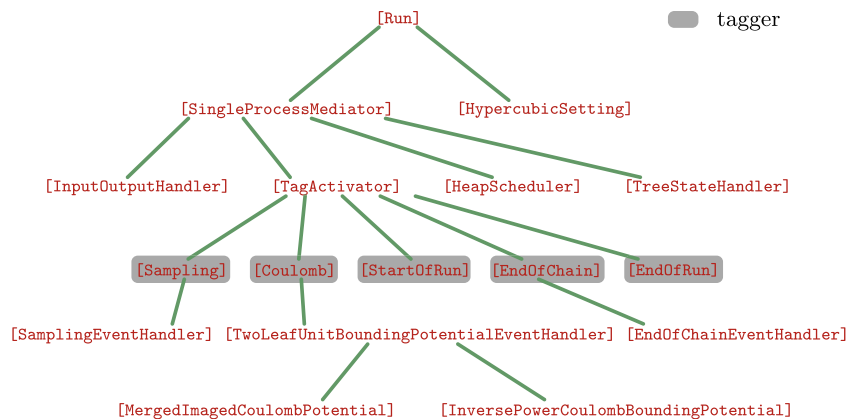 [Run] tagger
[SingleProcessMediator] [HypercubicSetting]
[InputOutputHandler] [TagActivator] [HeapScheduler] [TreeStateHandler]
[Sampling] [Coulomb] [StartOfRun] [EndOfChain] [EndOfRun]
[SamplingEventHandler] [TwoLeafUnitBoundingPotentialEventHandler] [EndOfChainEventHandler]
[MergedImagedCoulombPotential] [InversePowerCoulombBoundingPotential]